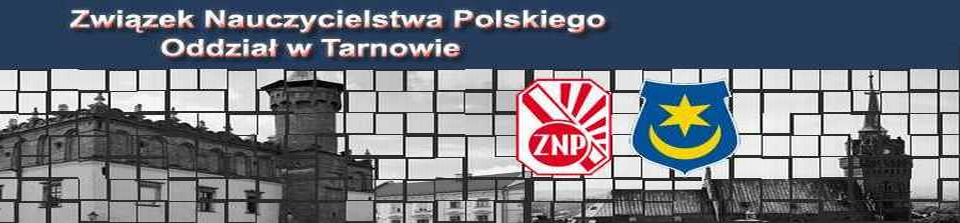 Związek Nauczycielstwa Polskiego
Oddział w Tarnowie
ZNP